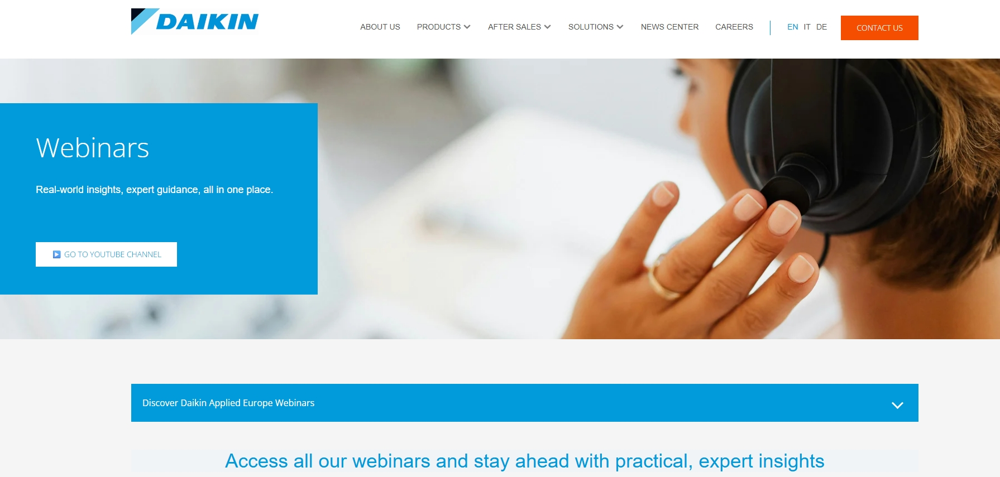 DAIKIN
ABOUT US PRODUCTS AFTER SALES SOLUTIONS NEWS CENTER CAREERS EN IT DE CONTACT US
Webinars
Real-world insights, expert guidance, all in one place.
GO TO YOUTUBE CHANNEL
Discover Daikin Applied Europe Webinars
Access all our webinars and stay ahead with practical, expert insights